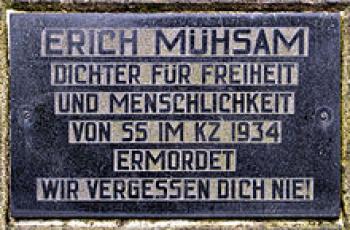 ERICH MÜHSAM
DICHTER FÜR FREIHEIT
UND MENSCHLICHKEIT
VON SS IM KZ 1934
ERMORDET
WIR VERGESSEN DICH NIE!